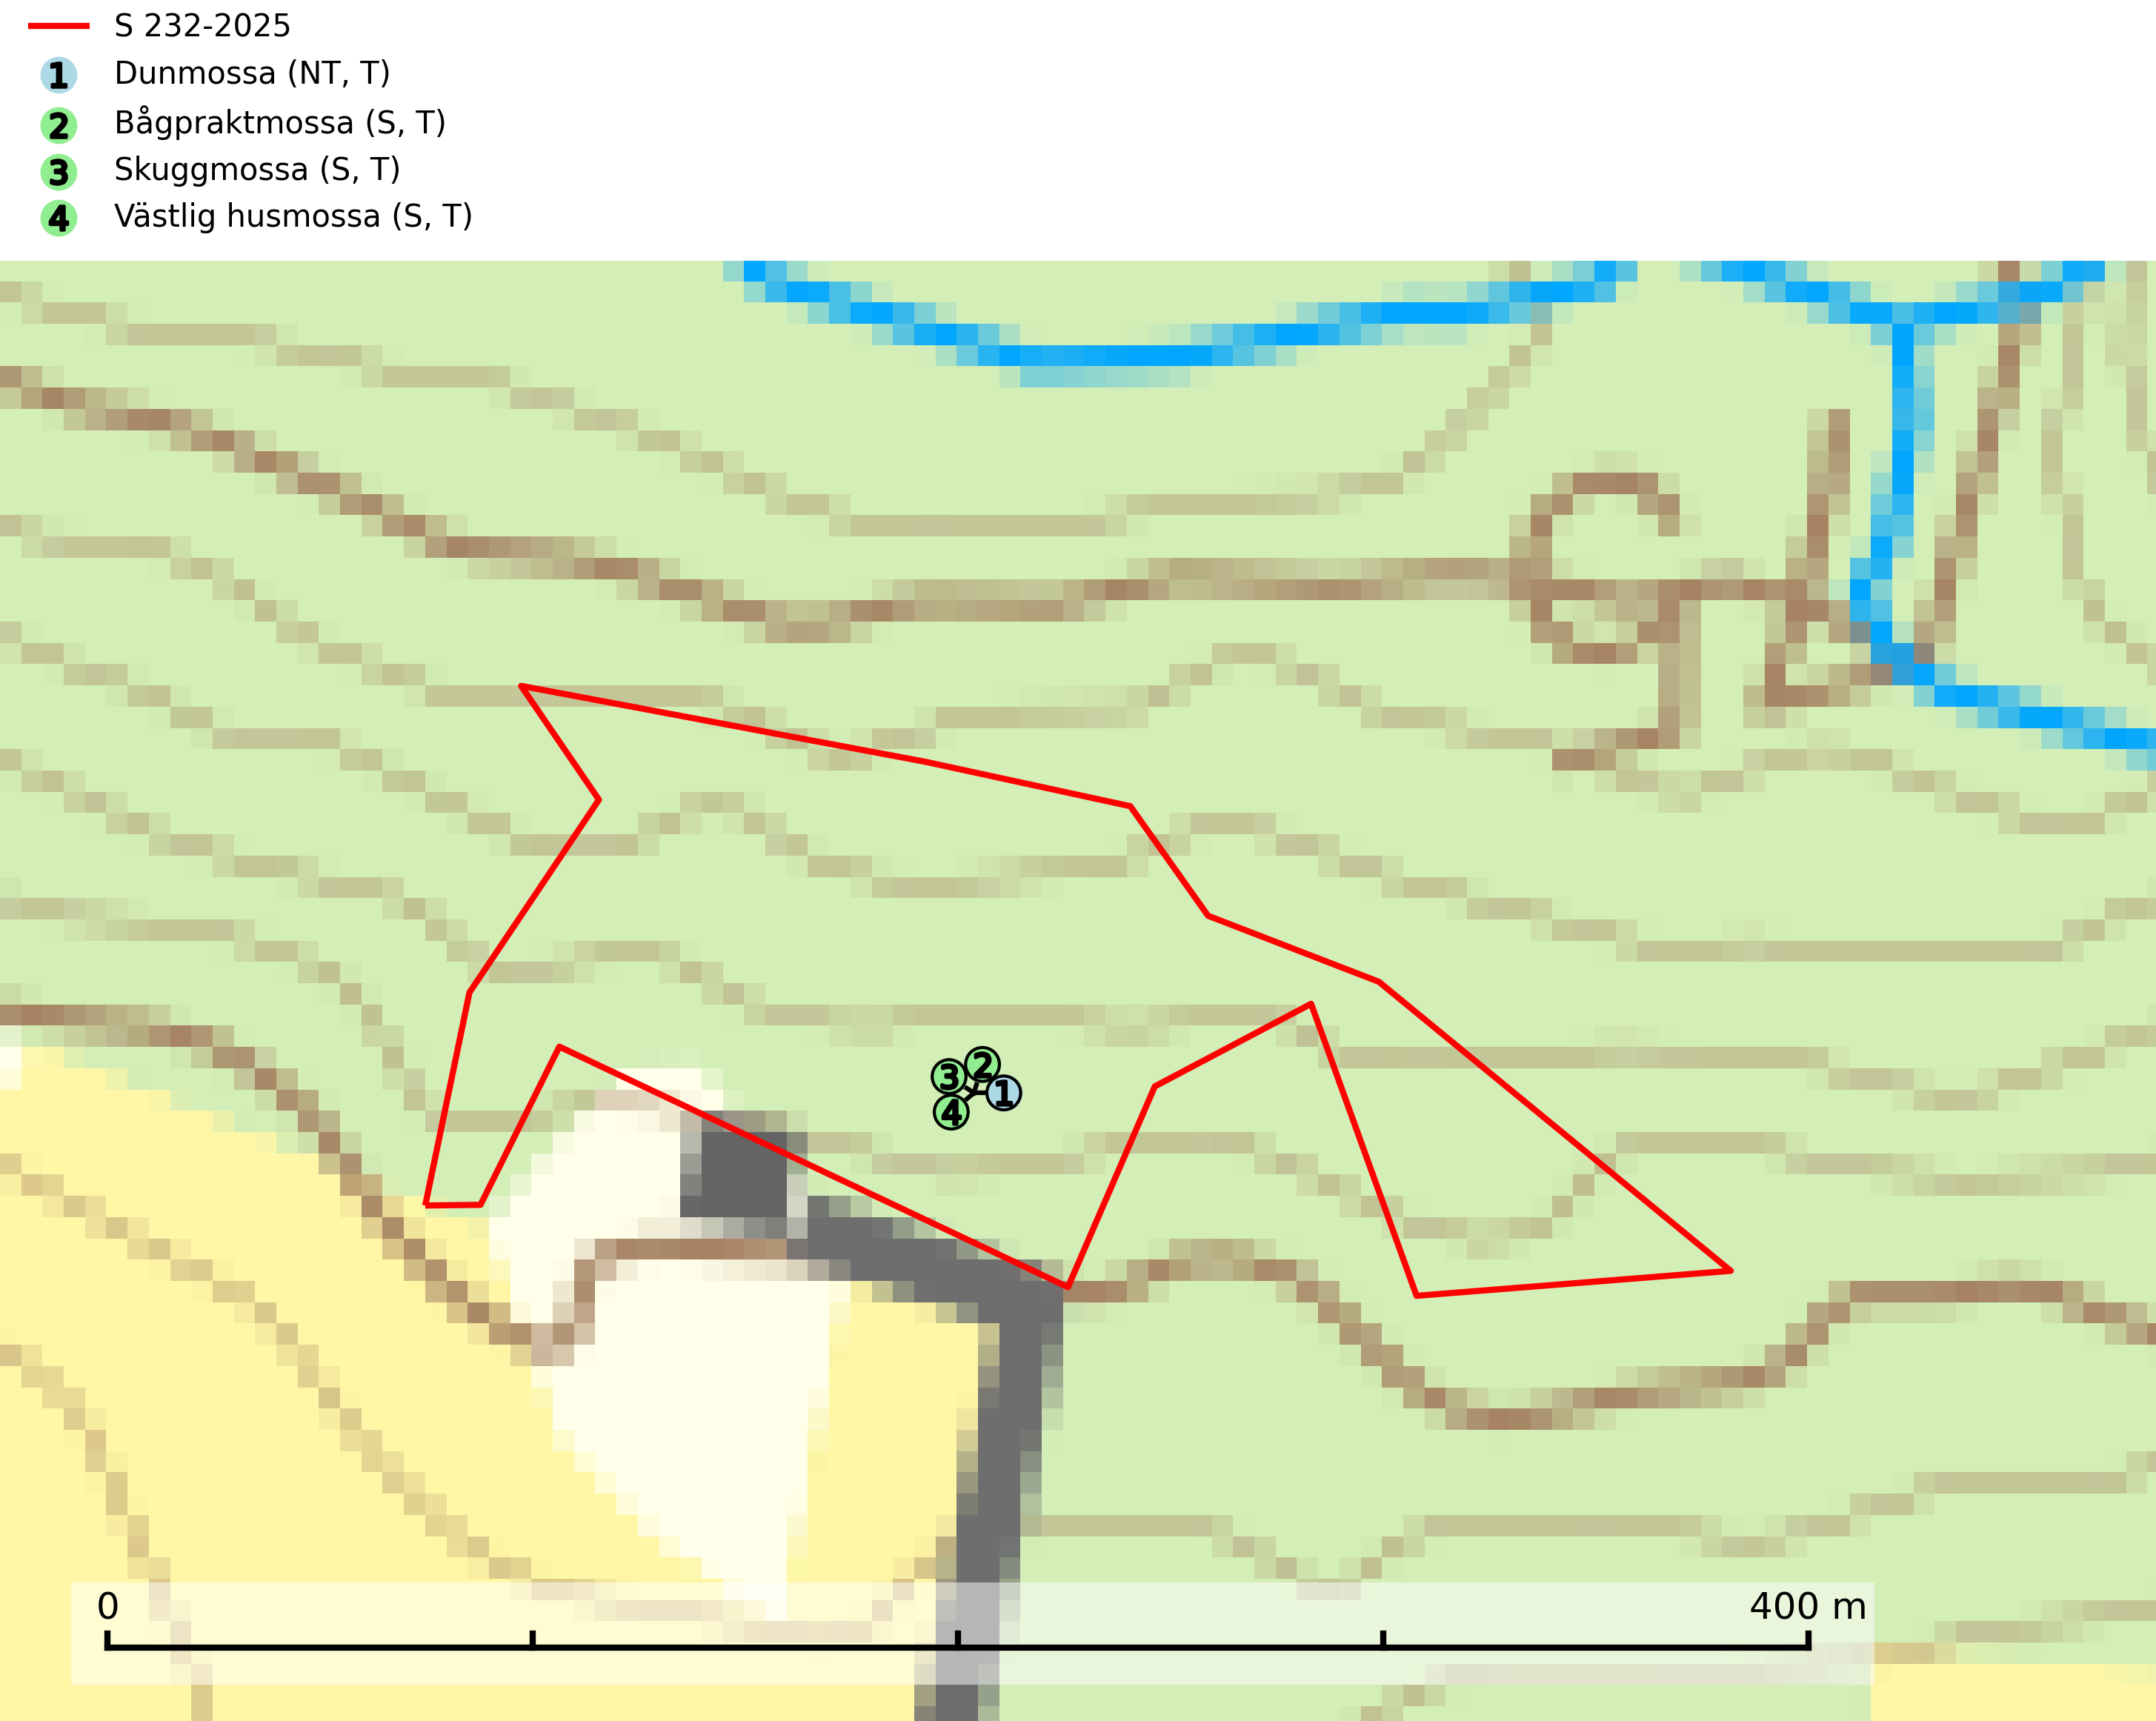 S 232-2025
1 Dunmossa (NT, T)
2 Bågpraktmossa (S, T)
3 Skuggmossa (S, T)
4 Västlig husmossa (S, T)
2
3
1
4
0 400 m